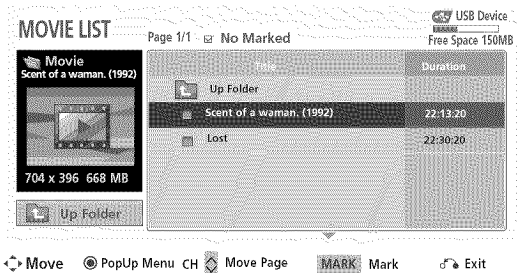 MOVIE LIST
Page 1/1 No Marked
USB Device
Free Space 150MB
Movie
Scent of a waman. (1992)
704 x 396 668 MB
Up Folder
Title Duration
Up Folder
Scent of a waman. (1992) 22:13:20
Lost 22:30:20
Move PopUp Menu CH Move Page MARK Mark Exit